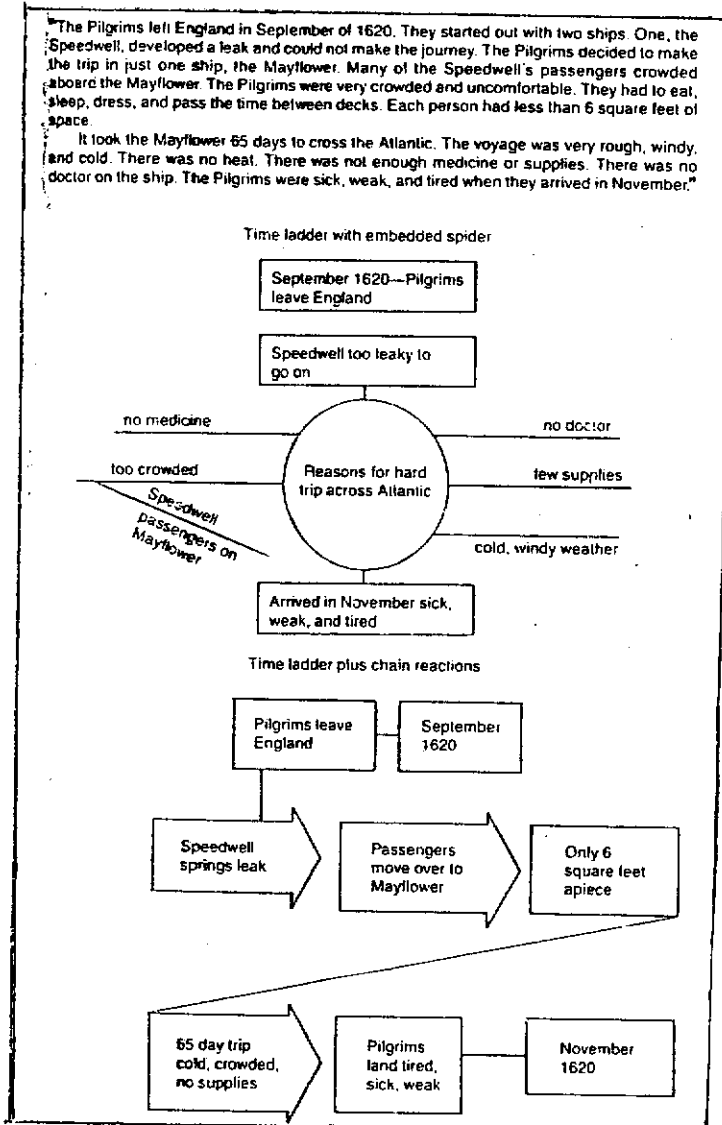 "The Pilgrims left England in September of 1620. They started out with two ships. One, the
Speedwell, developed a leak and could not make the journey. The Pilgrims decided to make
the trip in just one ship, the Mayflower. Many of the Speedwell's passengers crowded
aboard the Mayflower. The Pilgrims were very crowded and uncomfortable. They had to eat,
sleep, dress, and pass the time between decks. Each person had less than 6 square feet of
space.
It took the Mayflower 65 days to cross the Atlantic. The voyage was very rough, windy,
and cold. There was no heat. There was not enough medicine or supplies. There was no
doctor on the ship. The Pilgrims were sick, weak, and tired when they arrived in November."
Time ladder with embedded spider
September 1620—Pilgrims
leave England
Speedwell too leaky to
go on
no medicine
no doctor
too crowded
Reasons for hard
trip across Atlantic
few supplies
Speedwell
passengers on
Mayflower
cold, windy weather
Arrived in November sick,
weak, and tired
Time ladder plus chain reactions
Pilgrims leave
England
September
1620
Speedwell
springs leak
Passengers
move over to
Mayflower
Only 6
square feet
apiece
65 day trip
cold, crowded,
no supplies
Pilgrims
land tired,
sick, weak
November
1620